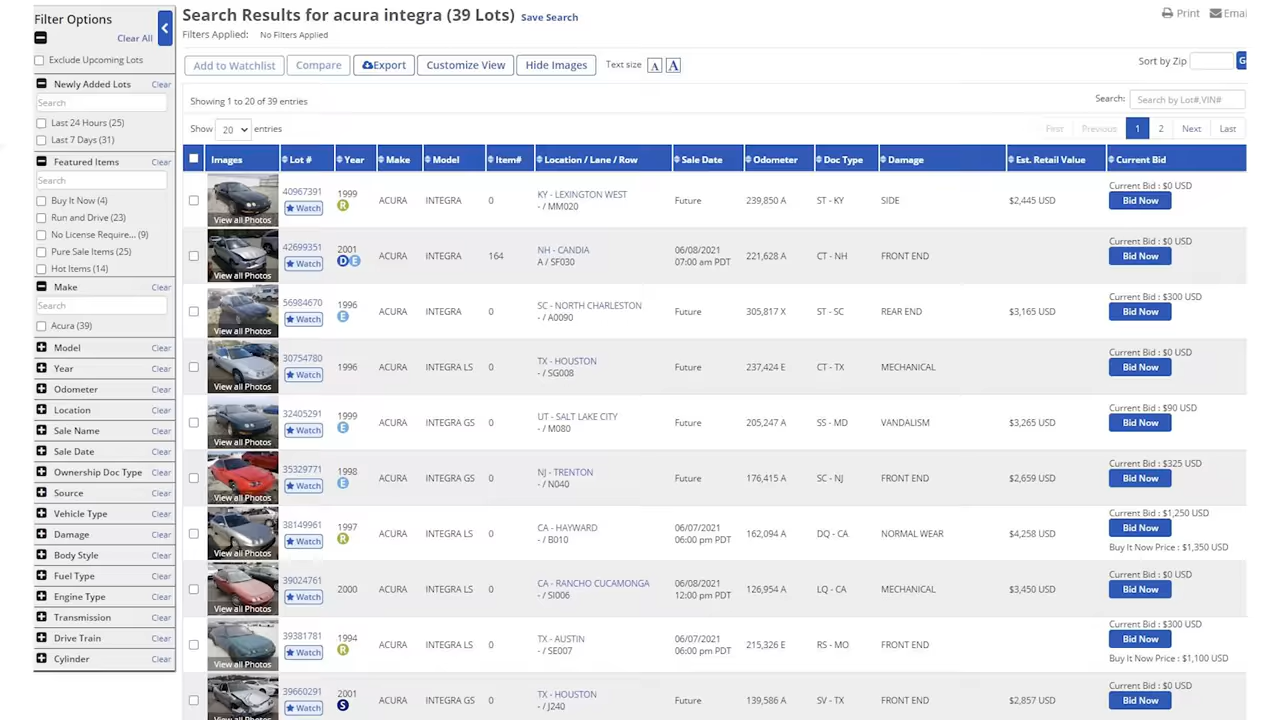 Filter Options
Clear All
Exclude Upcoming Lots
Newly Added Lots Clear
Search
Last 24 Hours (25)
Last 7 Days (31)
Featured Items Clear
Search
Buy It Now (4)
Run and Drive (23)
No License Require... (9)
Pure Sale Items (25)
Hot Items (14)
Make Clear
Search
Acura (39)
Model Clear
Year Clear
Odometer Clear
Location Clear
Sale Name Clear
Sale Date Clear
Ownership Doc Type Clear
Source Clear
Vehicle Type Clear
Damage Clear
Body Style Clear
Fuel Type Clear
Engine Type Clear
Transmission Clear
Drive Train Clear
Cylinder Clear
Search Results for acura integra (39 Lots) Save Search
Print Emai
Filters Applied: No Filters Applied
Add to Watchlist Compare Export Customize View Hide Images Text size A A
Sort by Zip G
Showing 1 to 20 of 39 entries
Search: Search by Lot#,VIN#
Show 20 entries
First Previous 1 2 Next Last
Images Lot # Year Make Model Item# Location / Lane / Row Sale Date Odometer Doc Type Damage Est. Retail Value Current Bid
View all Photos 40967391 Watch 1999 R ACURA INTEGRA 0 KY - LEXINGTON WEST - / MM020 Future 239,850 A ST - KY SIDE $2,445 USD Current Bid : $0 USD Bid Now
View all Photos 42699351 Watch 2001 D E ACURA INTEGRA 164 NH - CANDIA A / SF030 06/08/2021 07:00 am PDT 221,628 A CT - NH FRONT END Current Bid : $0 USD Bid Now
View all Photos 56984670 Watch 1996 E ACURA INTEGRA 0 SC - NORTH CHARLESTON - / A0090 Future 305,817 X ST - SC REAR END $3,165 USD Current Bid : $300 USD Bid Now
View all Photos 30754780 Watch 1996 ACURA INTEGRA LS 0 TX - HOUSTON - / SG008 Future 237,424 E CT - TX MECHANICAL Current Bid : $0 USD Bid Now
View all Photos 32405291 Watch 1999 E ACURA INTEGRA GS 0 UT - SALT LAKE CITY - / M080 Future 205,247 A SS - MD VANDALISM $3,265 USD Current Bid : $90 USD Bid Now
View all Photos 35329771 Watch 1998 E ACURA INTEGRA GS 0 NJ - TRENTON - / N040 Future 176,415 A SC - NJ FRONT END $2,659 USD Current Bid : $325 USD Bid Now
View all Photos 38149961 Watch 1997 R ACURA INTEGRA LS 0 CA - HAYWARD - / B010 06/07/2021 06:00 pm PDT 162,094 A DQ - CA NORMAL WEAR $4,258 USD Current Bid : $1,250 USD Bid Now Buy It Now Price : $1,350 USD
View all Photos 39024761 Watch 2000 ACURA INTEGRA LS 0 CA - RANCHO CUCAMONGA - / SI006 06/08/2021 12:00 pm PDT 126,954 A LQ - CA MECHANICAL $3,450 USD Current Bid : $0 USD Bid Now
View all Photos 39381781 Watch 1994 R ACURA INTEGRA LS 0 TX - AUSTIN - / SE007 06/07/2021 06:00 pm PDT 215,326 E RS - MO FRONT END Current Bid : $300 USD Bid Now Buy It Now Price : $1,100 USD
View all Photos 39660291 Watch 2001 S ACURA INTEGRA GS 0 TX - HOUSTON - / J240 Future 139,586 A SV - TX FRONT END $2,857 USD Current Bid : $0 USD Bid Now